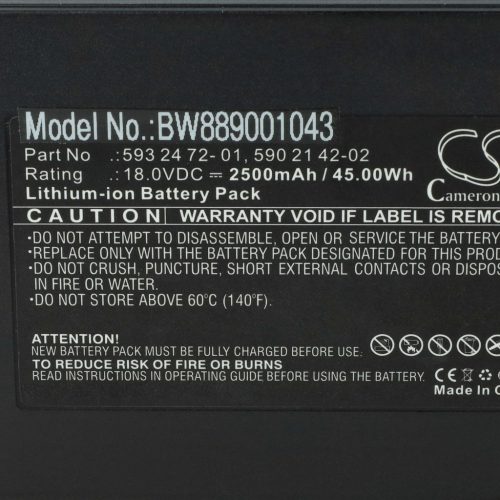 Model No.:BW889001043
Part No :593 24 72- 01, 590 21 42-02
Rating :18.0VDC ⎓ 2500mAh / 45.00Wh
Lithium-ion Battery Pack
CS
Cameron
CAUTION WARRANTY VOID IF LABEL IS REMO
•DO NOT ATTEMPT TO DISASSEMBLE, OPEN OR SERVICE THE BATTERY
•REPLACE ONLY WITH THE BATTERY PACK DESIGNATED FOR THIS PROD
•DO NOT CRUSH, PUNCTURE, SHORT EXTERNAL CONTACTS OR DISPOS
IN FIRE OR WATER.
•DO NOT STORE ABOVE 60°C (140°F).
ATTENTION!
NEW BATTERY PACK MUST BE FULLY CHARGED BEFORE USE.
TO REDUCE RISK OF FIRE OR BURNS
READ INSTRUCTIONS IN OPERATING GUIDE BEFORE USING THE BATTERY.
CE
Made In C